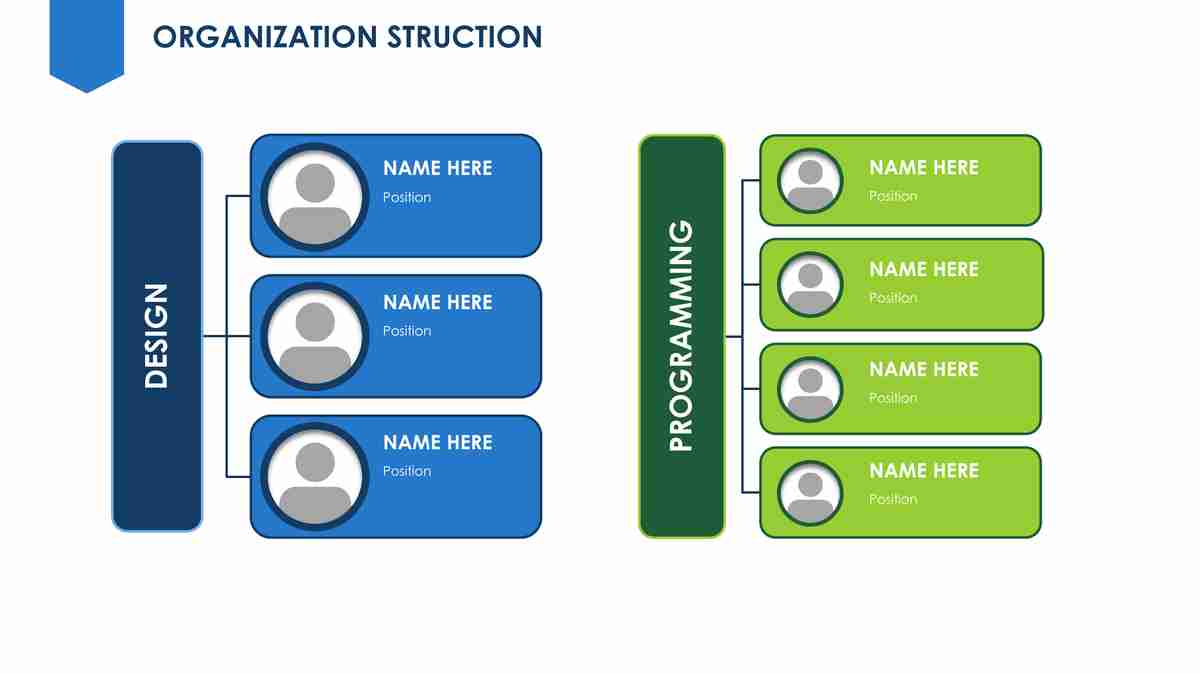 ORGANIZATION STRUCTION
DESIGN
NAME HERE
Position
NAME HERE
Position
NAME HERE
Position
PROGRAMMING
NAME HERE
Position
NAME HERE
Position
NAME HERE
Position
NAME HERE
Position